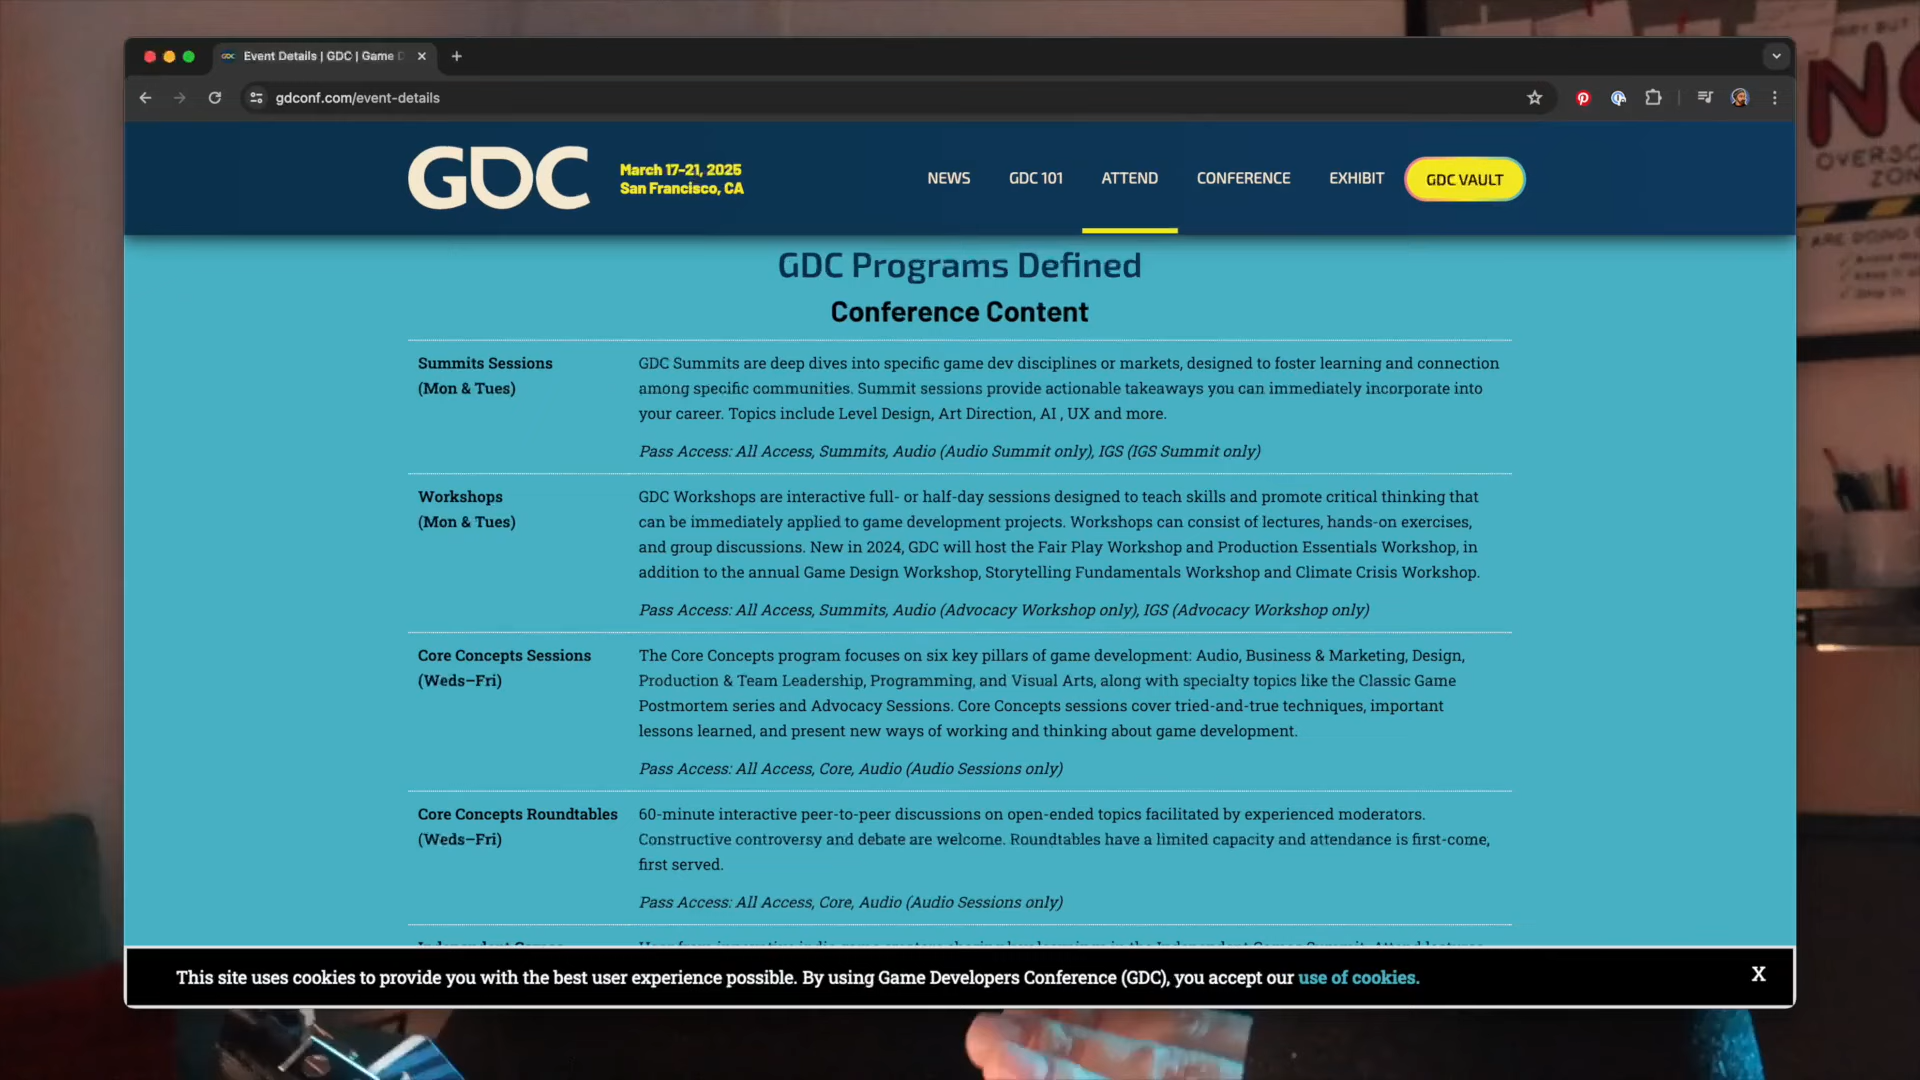 Event Details | GDC | Game D
gdconf.com/event-details
GDC
March 17-21, 2025
San Francisco, CA
NEWS
GDC 101
ATTEND
CONFERENCE
EXHIBIT
GDC VAULT
GDC Programs Defined
Conference Content
Summits Sessions
(Mon & Tues)
GDC Summits are deep dives into specific game dev disciplines or markets, designed to foster learning and connection
among specific communities. Summit sessions provide actionable takeaways you can immediately incorporate into
your career. Topics include Level Design, Art Direction, AI , UX and more.
Pass Access: All Access, Summits, Audio (Audio Summit only), IGS (IGS Summit only)
Workshops
(Mon & Tues)
GDC Workshops are interactive full- or half-day sessions designed to teach skills and promote critical thinking that
can be immediately applied to game development projects. Workshops can consist of lectures, hands-on exercises,
and group discussions. New in 2024, GDC will host the Fair Play Workshop and Production Essentials Workshop, in
addition to the annual Game Design Workshop, Storytelling Fundamentals Workshop and Climate Crisis Workshop.
Pass Access: All Access, Summits, Audio (Advocacy Workshop only), IGS (Advocacy Workshop only)
Core Concepts Sessions
(Weds–Fri)
The Core Concepts program focuses on six key pillars of game development: Audio, Business & Marketing, Design,
Production & Team Leadership, Programming, and Visual Arts, along with specialty topics like the Classic Game
Postmortem series and Advocacy Sessions. Core Concepts sessions cover tried-and-true techniques, important
lessons learned, and present new ways of working and thinking about game development.
Pass Access: All Access, Core, Audio (Audio Sessions only)
Core Concepts Roundtables
(Weds–Fri)
60-minute interactive peer-to-peer discussions on open-ended topics facilitated by experienced moderators.
Constructive controversy and debate are welcome. Roundtables have a limited capacity and attendance is first-come,
first served.
Pass Access: All Access, Core, Audio (Audio Sessions only)
This site uses cookies to provide you with the best user experience possible. By using Game Developers Conference (GDC), you accept our use of cookies.
X